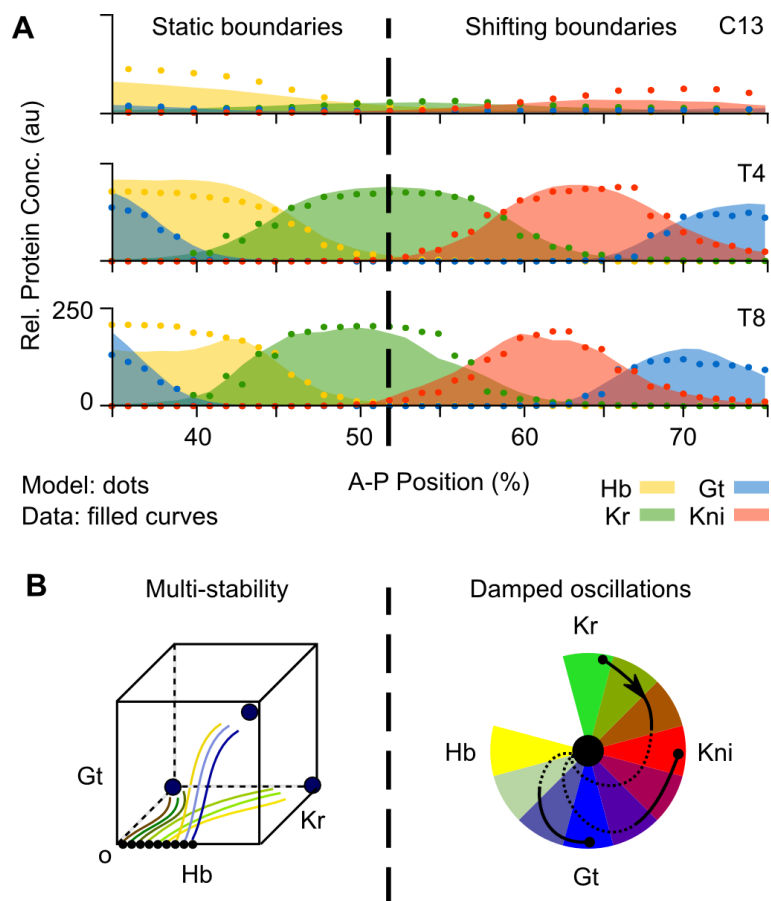 A
Static boundaries
Shifting boundaries
C13
T4
T8
Rel. Protein Conc. (au)
250
0
40
50
60
70
A-P Position (%)
Model: dots
Data: filled curves
Hb
Gt
Kr
Kni
B
Multi-stability
Damped oscillations
Gt
o
Hb
Kr
Kr
Hb
Kni
Gt